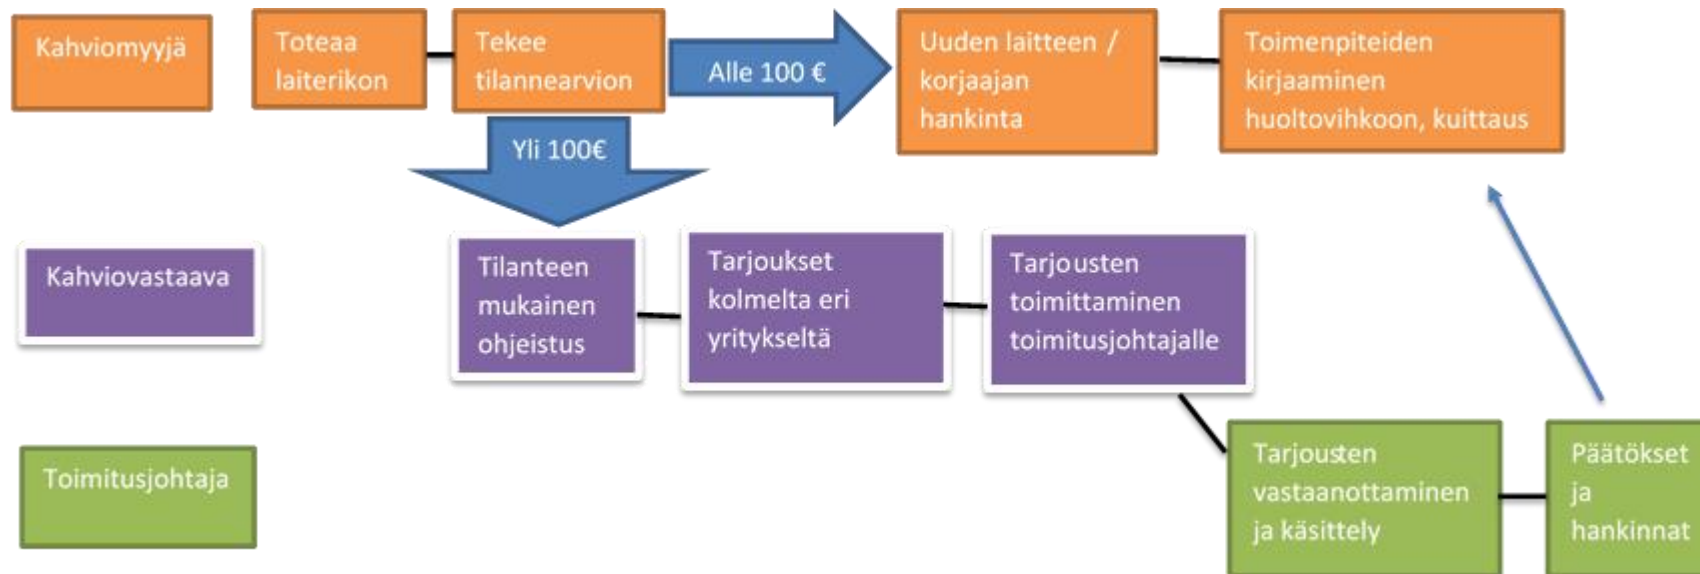 Kahviomyyjä
Toteaa
laiterikon
Tekee
tilannearvion
Alle 100 €
Uuden laitteen /
korjaajan
hankinta
Toimenpiteiden
kirjaaminen
huoltovihkoon, kuittaus
Yli 100€
Kahviovastaava
Tilanteen
mukainen
ohjeistus
Tarjoukset
kolmelta eri
yritykseltä
Tarjousten
toimittaminen
toimitusjohtajalle
Toimitusjohtaja
Tarjousten
vastaanottaminen
ja käsittely
Päätökset
ja
hankinnat